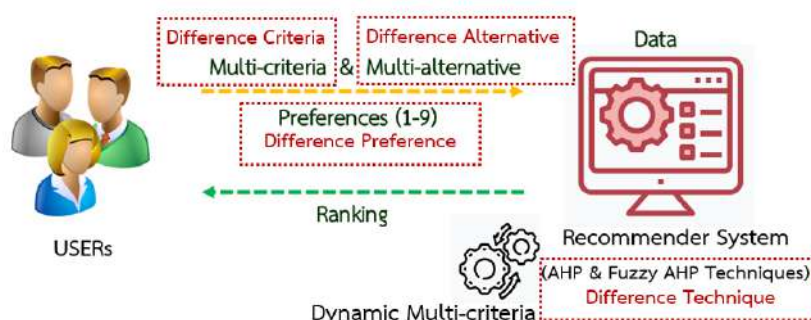 Difference Criteria
Difference Alternative
Data
Multi-criteria & Multi-alternative
Preferences (1-9)
Difference Preference
Ranking
USERs
Recommender System
(AHP & Fuzzy AHP Techniques)
Difference Technique
Dynamic Multi-criteria